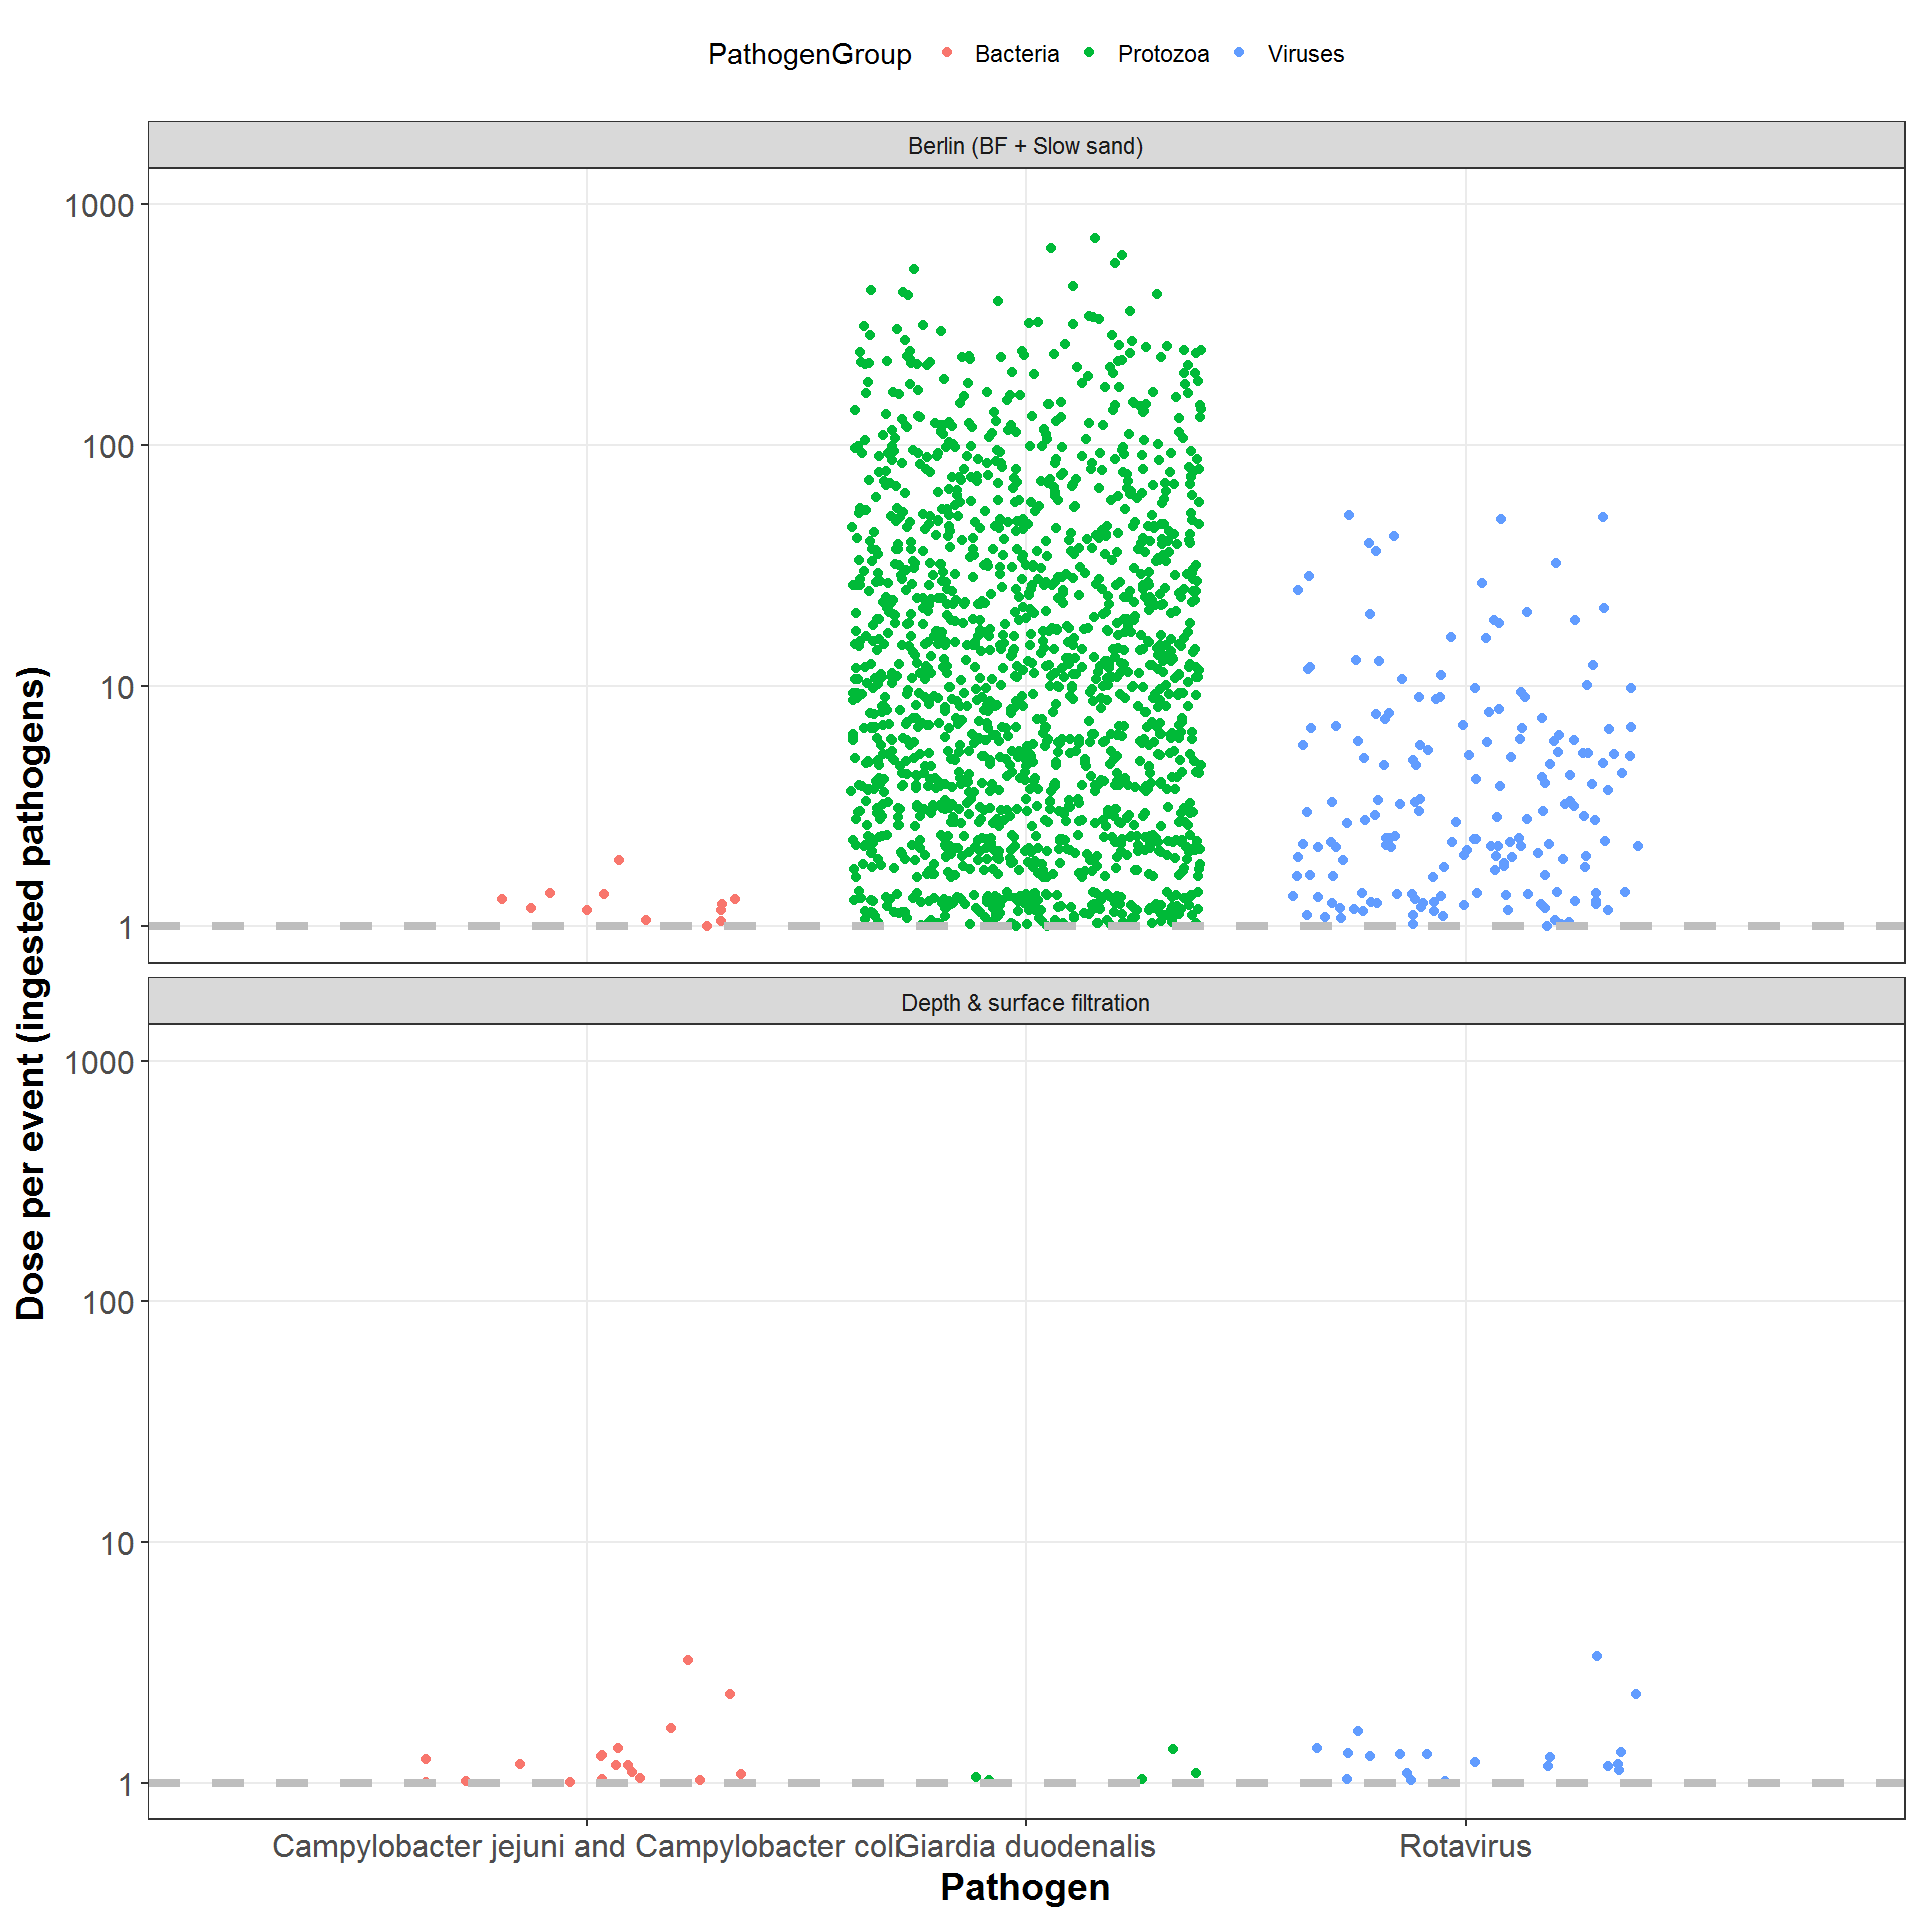 PathogenGroup Bacteria Protozoa Viruses
Berlin (BF + Slow sand)
1000
100
10
1
Dose per event (ingested pathogens)
Depth & surface filtration
1000
100
10
1
Campylobacter jejuni and Campylobacter coli Giardia duodenalis Rotavirus
Pathogen